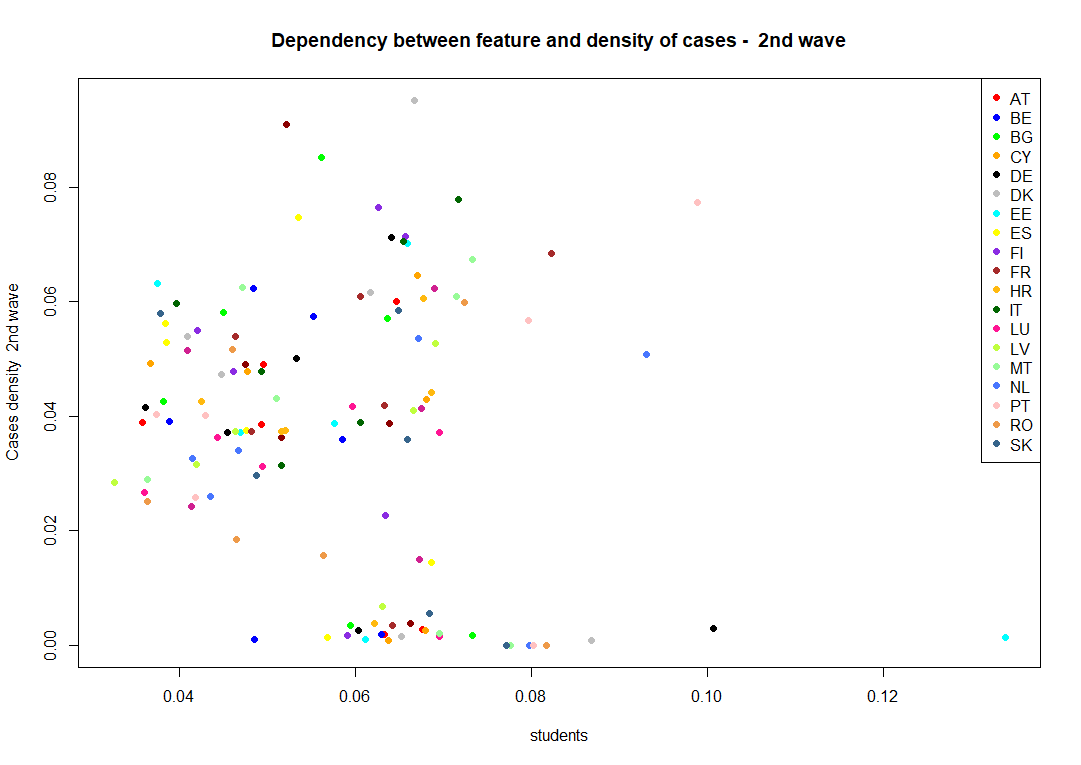 Dependency between feature and density of cases -  2nd wave
Cases density  2nd wave
0.00
0.02
0.04
0.06
0.08
0.04
0.06
0.08
0.10
0.12
students
AT
BE
BG
CY
DE
DK
EE
ES
FI
FR
HR
IT
LU
LV
MT
NL
PT
RO
SK